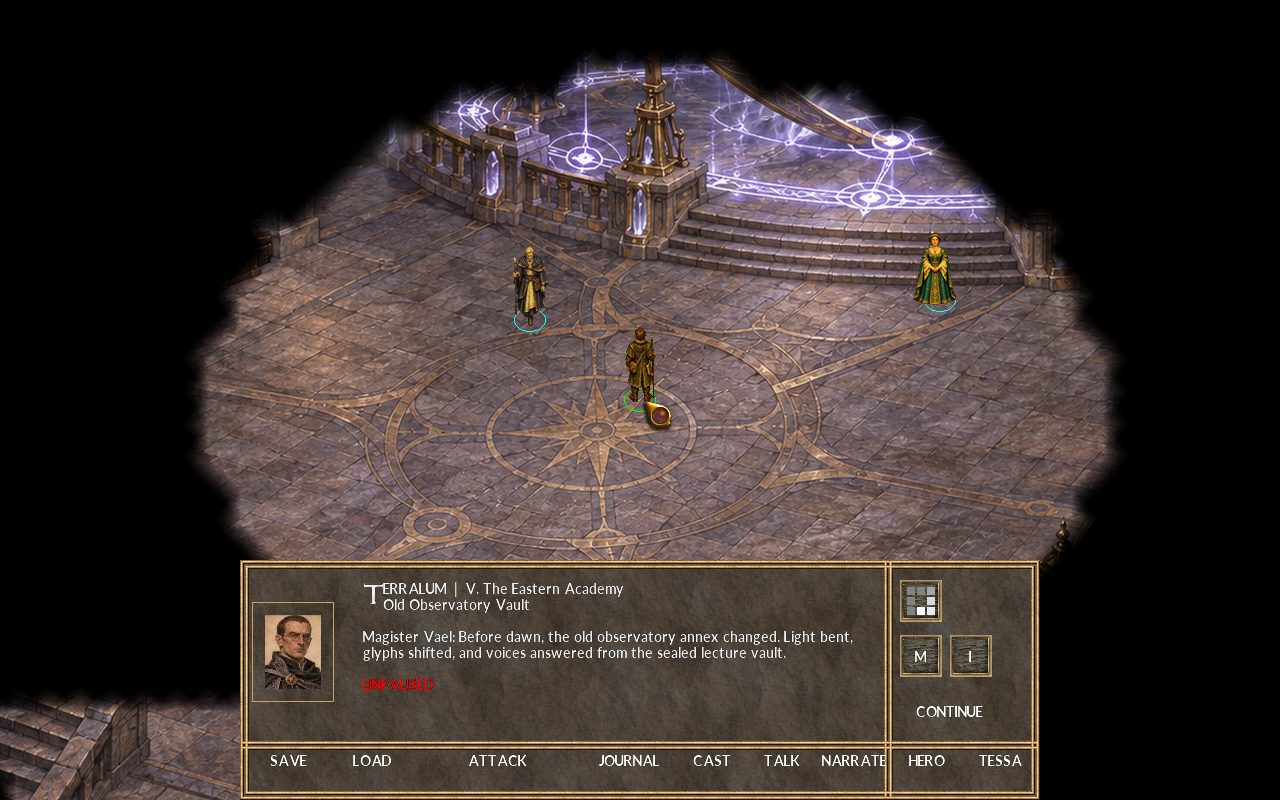 TERRALUM | V. The Eastern Academy
Old Observatory Vault
Magister Vael: Before dawn, the old observatory annex changed. Light bent,
glyphs shifted, and voices answered from the sealed lecture vault.
UNPAUSED
M I
CONTINUE
SAVE LOAD ATTACK JOURNAL CAST TALK NARRATE HERO TESSA